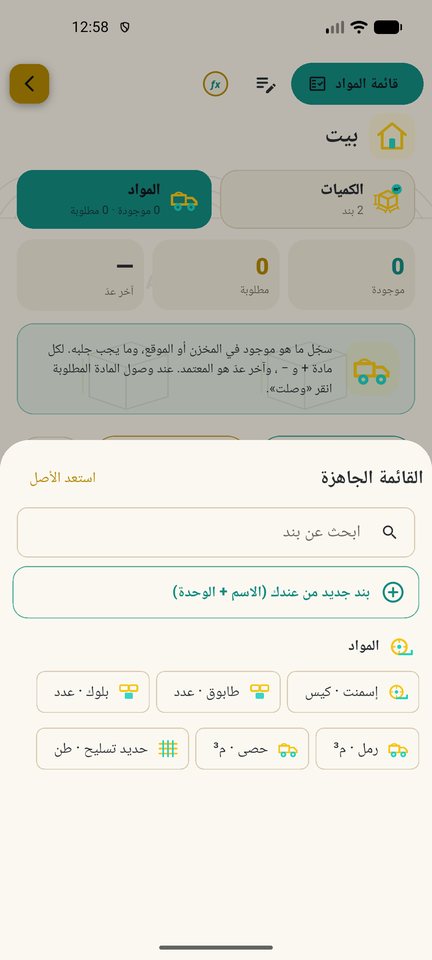 12:58
قائمة المواد
fx
بيت
الكميات
2 بند
المواد
0 موجودة · 0 مطلوبة
0
موجودة
0
مطلوبة
—
آخر عدّ
سجّل ما هو موجود في المخزن أو الموقع، وما يجب جلبه. لكل
مادة + و − ، وآخر عدّ هو المعتمد. عند وصول المادة المطلوبة
انقر «وصلت».
القائمة الجاهزة
استعد الأصل
ابحث عن بند
بند جديد من عندك (الاسم + الوحدة)
المواد
إسمنت · كيس
طابوق · عدد
بلوك · عدد
رمل · م³
حصى · م³
حديد تسليح · طن